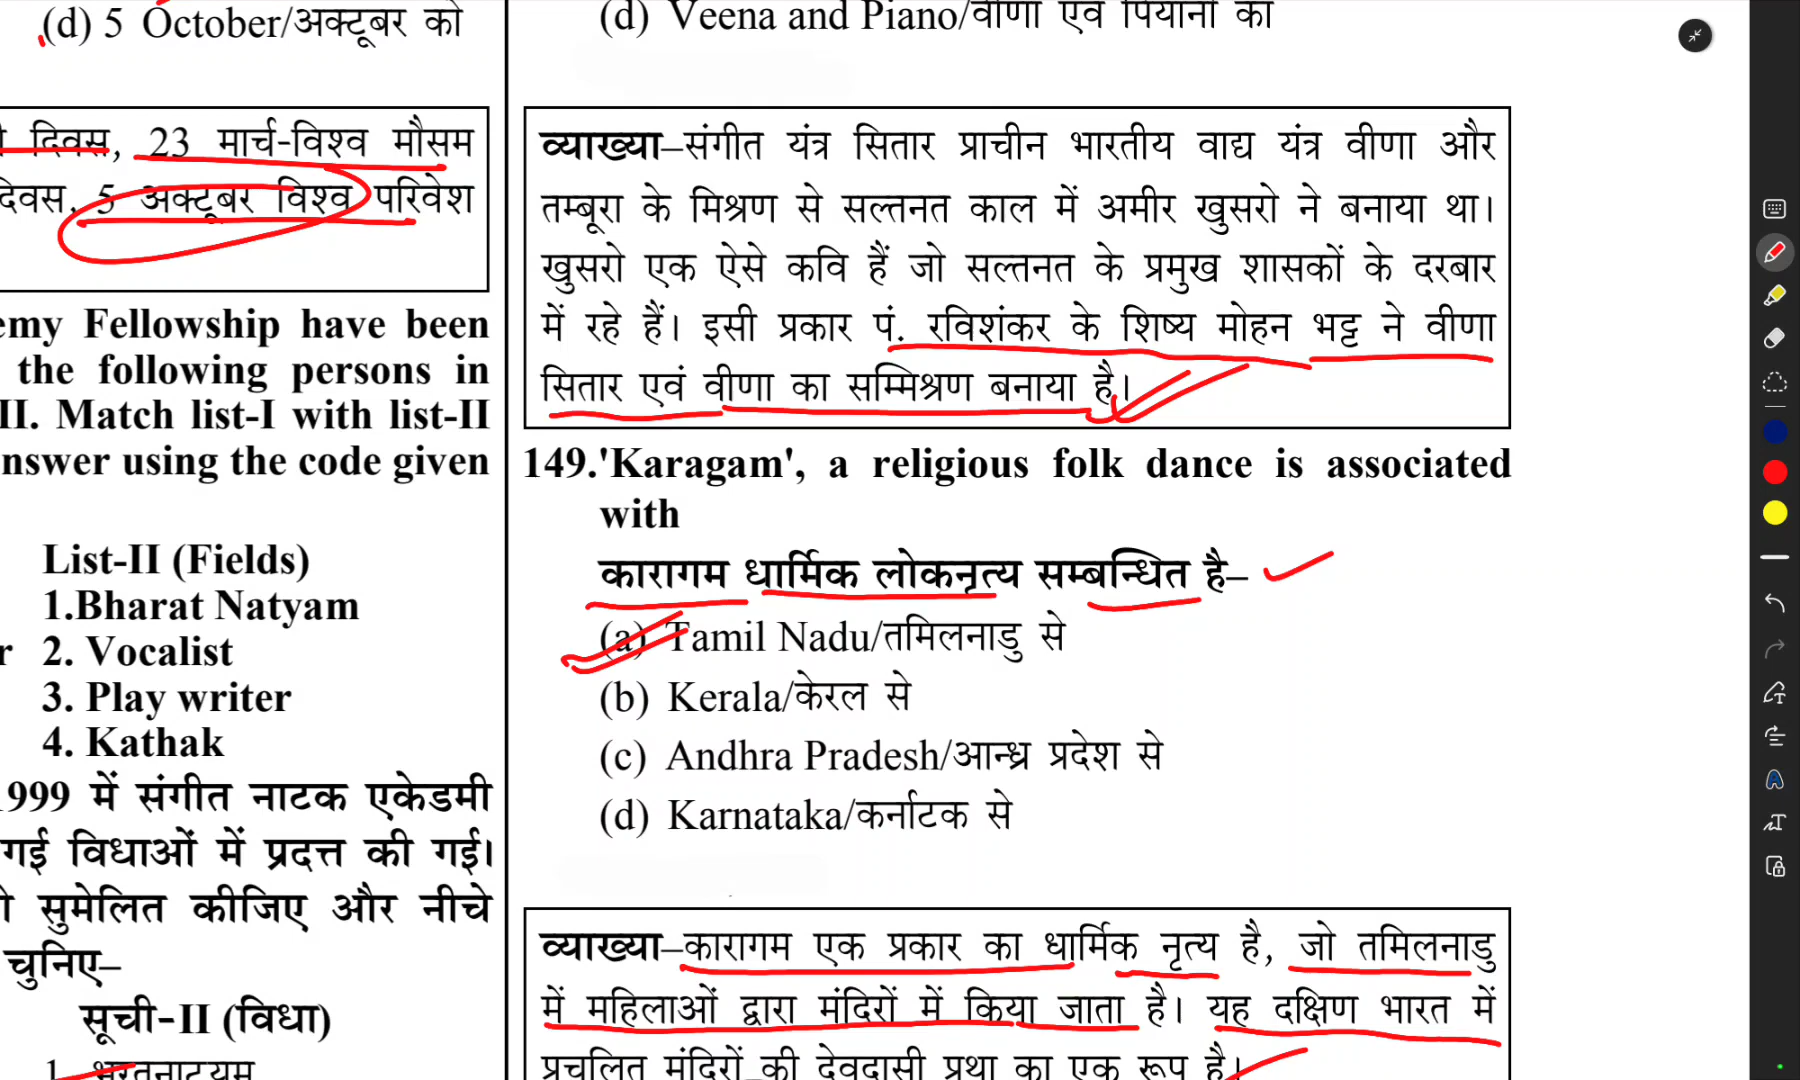 (d) 5 October/अक्टूबर को
दिवस, 23 मार्च-विश्व मौसम
दिवस, 5 अक्टूबर विश्व परिवेश
emy Fellowship have been
the following persons in
II. Match list-I with list-II
nswer using the code given
List-II (Fields)
1.Bharat Natyam
r 2. Vocalist
3. Play writer
4. Kathak
1999 में संगीत नाटक एकेडमी
गई विधाओं में प्रदत्त की गई।
सुमेलित कीजिए और नीचे
चुनिए–
सूची-II (विधा)
1. भरतनाट्यम
(d) Veena and Piano/वीणा एवं पियानो का
व्याख्या–संगीत यंत्र सितार प्राचीन भारतीय वाद्य यंत्र वीणा और
तम्बूरा के मिश्रण से सल्तनत काल में अमीर खुसरो ने बनाया था।
खुसरो एक ऐसे कवि हैं जो सल्तनत के प्रमुख शासकों के दरबार
में रहे हैं। इसी प्रकार पं. रविशंकर के शिष्य मोहन भट्ट ने वीणा
सितार एवं वीणा का सम्मिश्रण बनाया है।
149.'Karagam', a religious folk dance is associated
with
कारागम धार्मिक लोकनृत्य सम्बन्धित है–
(a) Tamil Nadu/तमिलनाडु से
(b) Kerala/केरल से
(c) Andhra Pradesh/आन्ध्र प्रदेश से
(d) Karnataka/कर्नाटक से
व्याख्या–कारागम एक प्रकार का धार्मिक नृत्य है, जो तमिलनाडु
में महिलाओं द्वारा मंदिरों में किया जाता है। यह दक्षिण भारत में
प्रचलित मंदिरों की देवदासी प्रथा का एक रूप है।